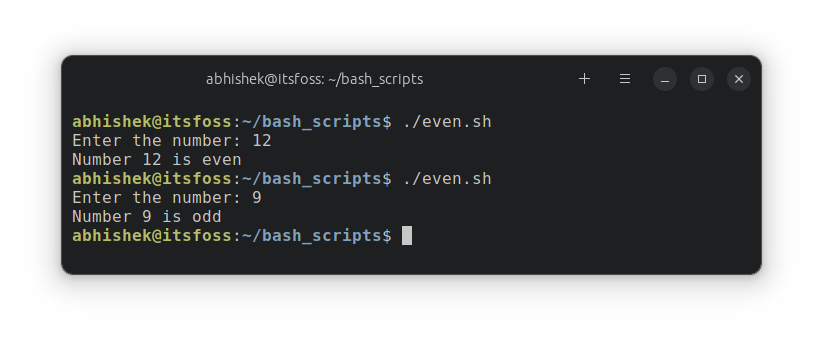 abhishek@itsfoss: ~/bash_scripts
abhishek@itsfoss:~/bash_scripts$ ./even.sh
Enter the number: 12
Number 12 is even
abhishek@itsfoss:~/bash_scripts$ ./even.sh
Enter the number: 9
Number 9 is odd
abhishek@itsfoss:~/bash_scripts$